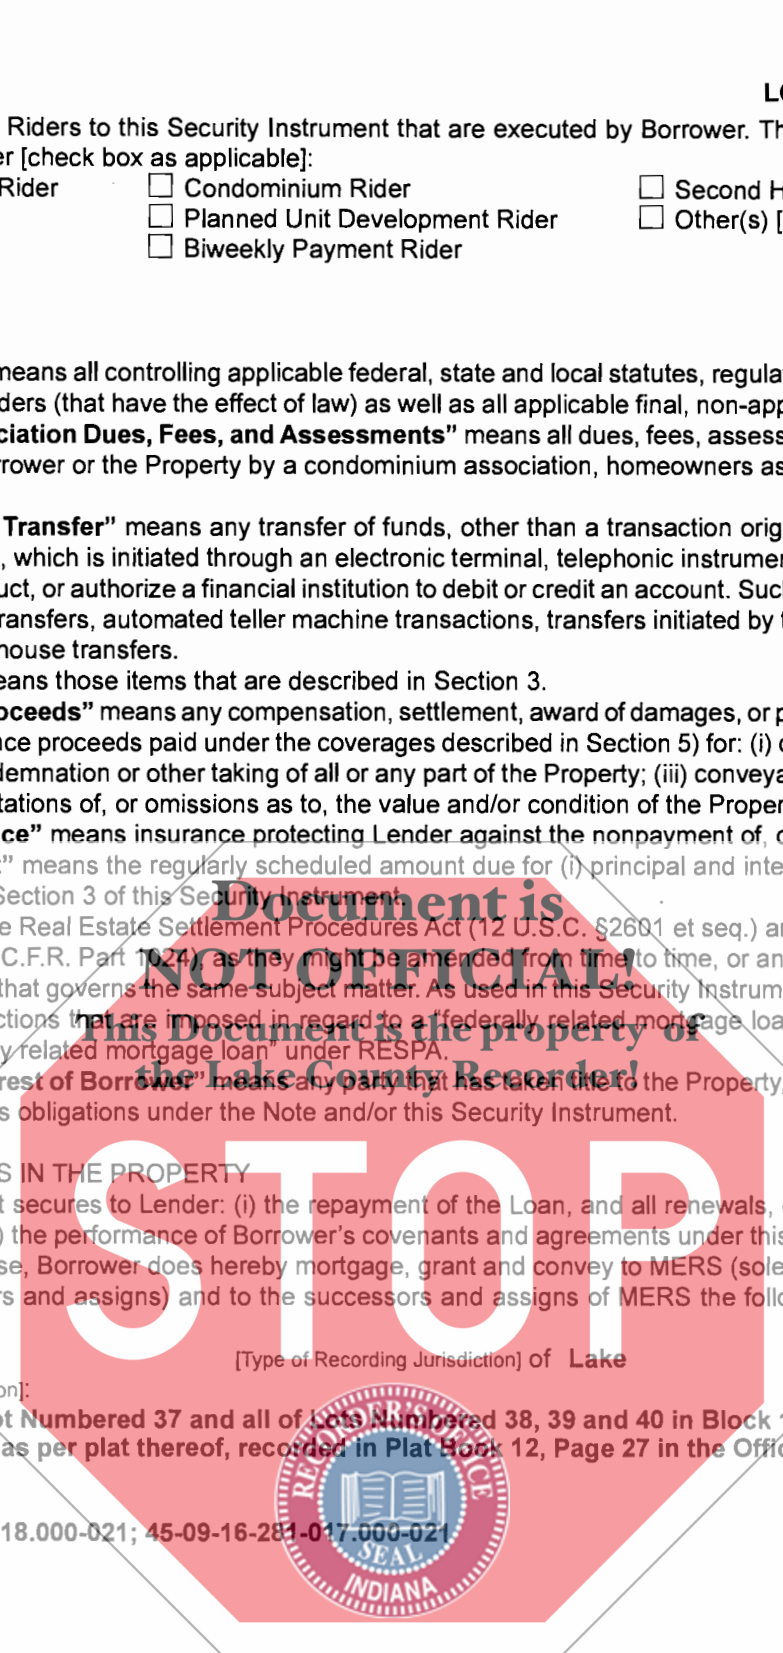 LO
Riders to this Security Instrument that are executed by Borrower. Th
er [check box as applicable]:
Rider ☐ Condominium Rider ☐ Second H
☐ Planned Unit Development Rider ☐ Other(s) [
☐ Biweekly Payment Rider
means all controlling applicable federal, state and local statutes, regula
ders (that have the effect of law) as well as all applicable final, non-app
ciation Dues, Fees, and Assessments” means all dues, fees, assess
rrower or the Property by a condominium association, homeowners as
Transfer” means any transfer of funds, other than a transaction orig
, which is initiated through an electronic terminal, telephonic instrumen
uct, or authorize a financial institution to debit or credit an account. Suc
ransfers, automated teller machine transactions, transfers initiated by t
house transfers.
eans those items that are described in Section 3.
oceeds” means any compensation, settlement, award of damages, or p
nce proceeds paid under the coverages described in Section 5) for: (i) d
demnation or other taking of all or any part of the Property; (iii) conveya
tations of, or omissions as to, the value and/or condition of the Proper
ce” means insurance protecting Lender against the nonpayment of, o
t” means the regularly scheduled amount due for (i) principal and inte
Section 3 of this Security Instrument.
Document is
e Real Estate Settlement Procedures Act (12 U.S.C. §2601 et seq.) an
C.F.R. Part 1024), as they might be amended from time to time, or an
NOT OFFICIAL!
that governs the same subject matter. As used in this Security Instrum
ctions that are imposed in regard to a “federally related mortgage loa
This Document is the property of
y related mortgage loan” under RESPA.
the Lake County Recorder!
rest of Borrower” means any party that has taken title to the Property,
s obligations under the Note and/or this Security Instrument.
S IN THE PROPERTY
t secures to Lender: (i) the repayment of the Loan, and all renewals,
) the performance of Borrower’s covenants and agreements under this
se, Borrower does hereby mortgage, grant and convey to MERS (sole
rs and assigns) and to the successors and assigns of MERS the follo
STOP
[Type of Recording Jurisdiction] of Lake
on]:
ot Numbered 37 and all of Lots Numbered 38, 39 and 40 in Block 1
as per plat thereof, recorded in Plat Book 12, Page 27 in the Offic
RECORDER'S OFFICE
18.000-021; 45-09-16-281-017.000-021
SEAL
INDIANA